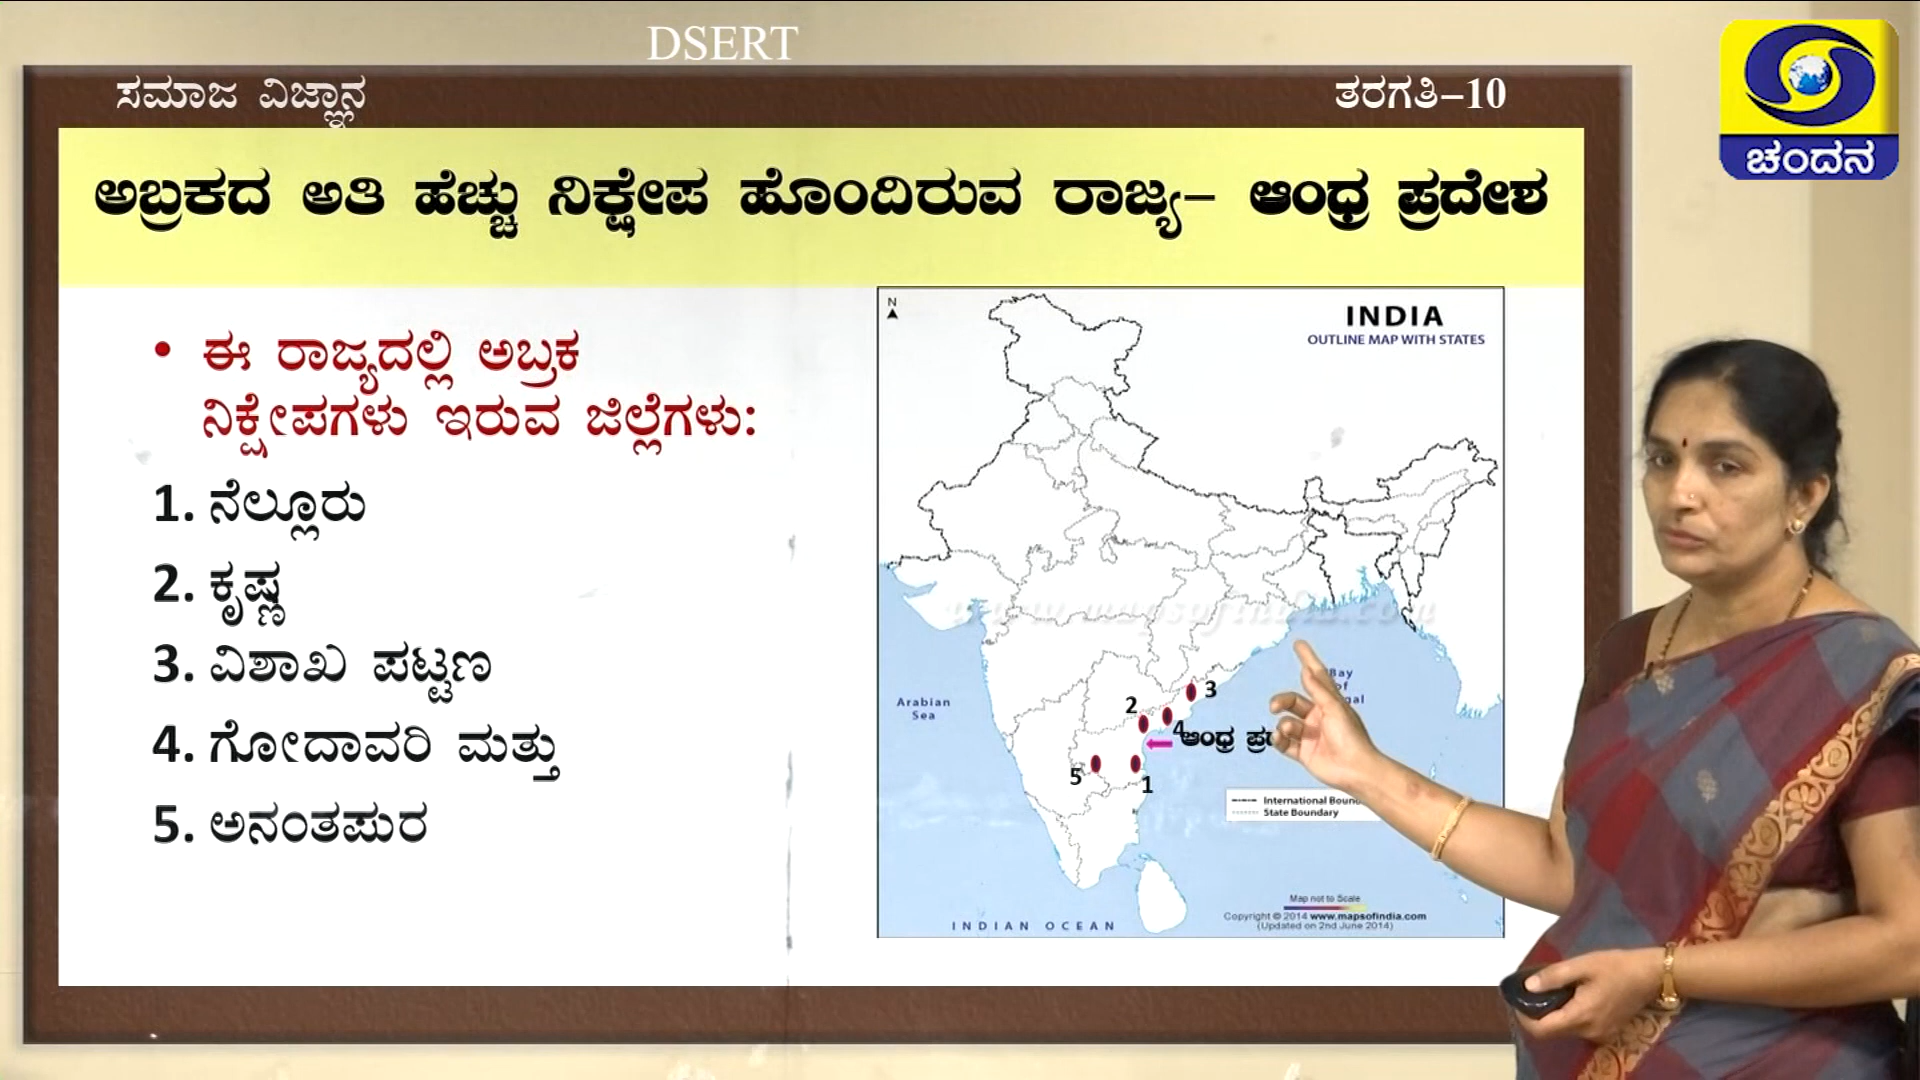 DSERT
ಸಮಾಜ ವಿಜ್ಞಾನ
ತರಗತಿ-10
ಚಂದನ
ಅಬ್ರಕದ ಅತಿ ಹೆಚ್ಚು ನಿಕ್ಷೇಪ ಹೊಂದಿರುವ ರಾಜ್ಯ- ಆಂಧ್ರ ಪ್ರದೇಶ
• ಈ ರಾಜ್ಯದಲ್ಲಿ ಅಬ್ರಕ
ನಿಕ್ಷೇಪಗಳು ಇರುವ ಜಿಲ್ಲೆಗಳು:
1. ನೆಲ್ಲೂರು
2. ಕೃಷ್ಣ
3. ವಿಶಾಖ ಪಟ್ಟಣ
4. ಗೋದಾವರಿ ಮತ್ತು
5. ಅನಂತಪುರ
N
INDIA
OUTLINE MAP WITH STATES
www.mapsofindia.com
Arabian
Sea
Bay
of
3
2
4
ಆಂಧ್ರ
5
1
International
State Boundary
Map not to Scale
Copyright © 2014 www.mapsofindia.com
(Updated on 2nd June 2014)
INDIAN OCEAN